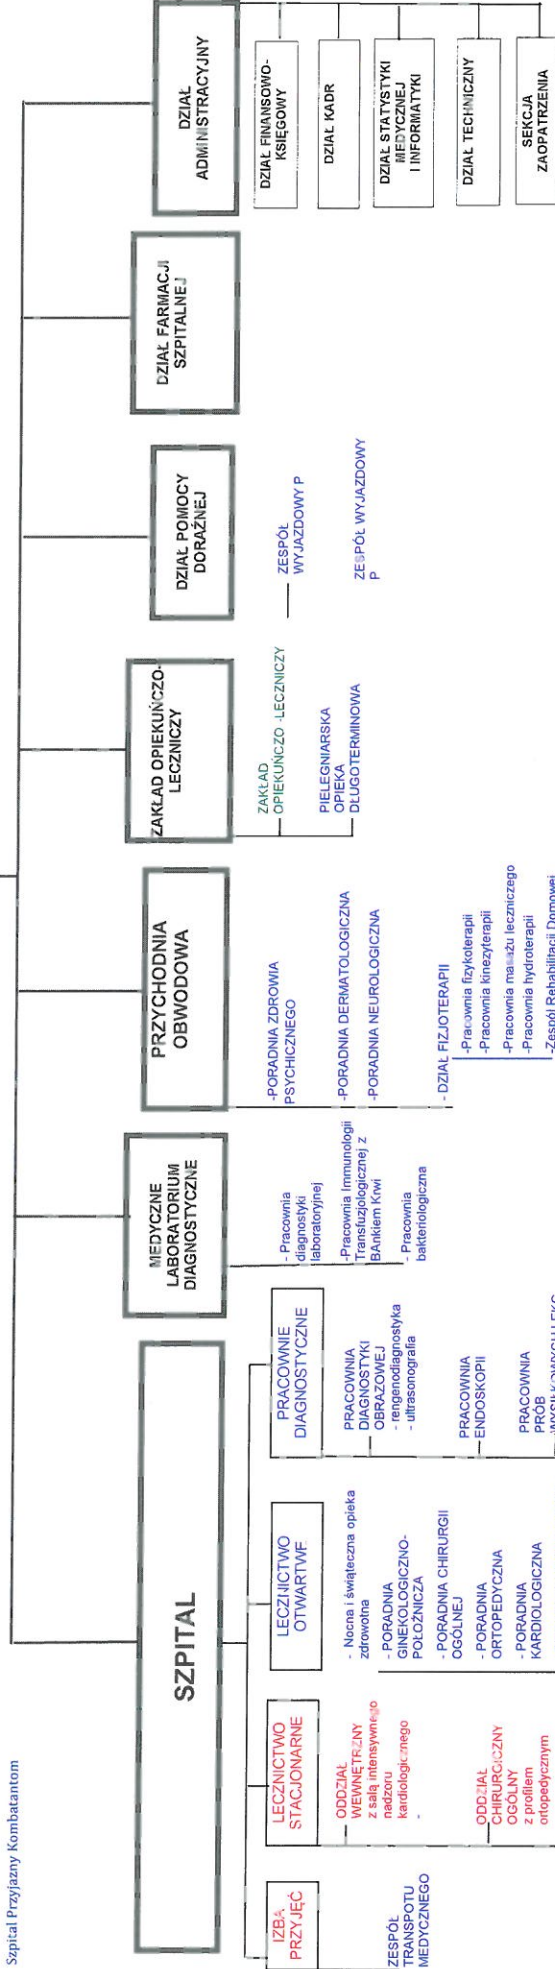 Szpital Przyjazny Kombatantom
SZPITAL
MEDYCZNE
LABORATORIUM
DIAGNOSTYCZNE
PRZYCHODNIA
OBWODOWA
ZAKŁAD OPIEKUŃCZO-
LECZNICZY
DZIAŁ POMOCY
DORAŹNEJ
DZIAŁ FARMACJI
SZPITALNEJ
DZIAŁ
ADMINISTRACYJNY
IZBA
PRZYJĘĆ
ZESPÓŁ
TRANSPOTU
MEDYCZNEGO
LECZNICTWO
STACJONARNE
ODDZIAŁ
WEWNĘTRZNY
z salą intensywnego
nadzoru
kardiologicznego
-
ODDZIAŁ
CHIRURGICZNY
OGÓLNY
z profilem
ortopedycznym
LECZNICTWO
OTWARTWE
- Nocna i świąteczna opieka
zdrowotna
- PORADNIA
GINEKOLOGICZNO-
POŁOŻNICZA
- PORADNIA CHIRURGII
OGÓLNEJ
- PORADNIA
ORTOPEDYCZNA
- PORADNIA
KARDIOLOGICZNA
PRACOWNIE
DIAGNOSTYCZNE
PRACOWNIA
DIAGNOSTYKI
OBRAZOWEJ
- rengenodiagnostyka
- ultrasonografia
PRACOWNIA
ENDOSKOPII
PRACOWNIA
PRÓB
- Pracownia
diagnostyki
laboratoryjnej
-Pracownia Immunologii
Transfuzjologicznej z
BAnkiem Krwi
- Pracownia
bakteriologiczna
-PORADNIA ZDROWIA
PSYCHICZNEGO
-PORADNIA DERMATOLOGICZNA
-PORADNIA NEUROLOGICZNA
- DZIAŁ FIZJOTERAPII
-Pracownia fizykoterapii
-Pracownia kinezyterapii
-Pracownia masażu leczniczego
-Pracownia hydroterapii
-Zespół Rehabilitacji Domowej
ZAKŁAD
OPIEKUŃCZO -LECZNICZY
PIELEGNIARSKA
OPIEKA
DŁUGOTERMINOWA
ZESPÓŁ
WYJAZDOWY P
ZESPÓŁ WYJAZDOWY
P
DZIAŁ FINANSOWO-
KSIĘGOWY
DZIAŁ KADR
DZIAŁ STATYSTYKI
MEDYCZNEJ
I INFORMATYKI
DZIAŁ TECHNICZNY
SEKCJA
ZAOPATRZENIA